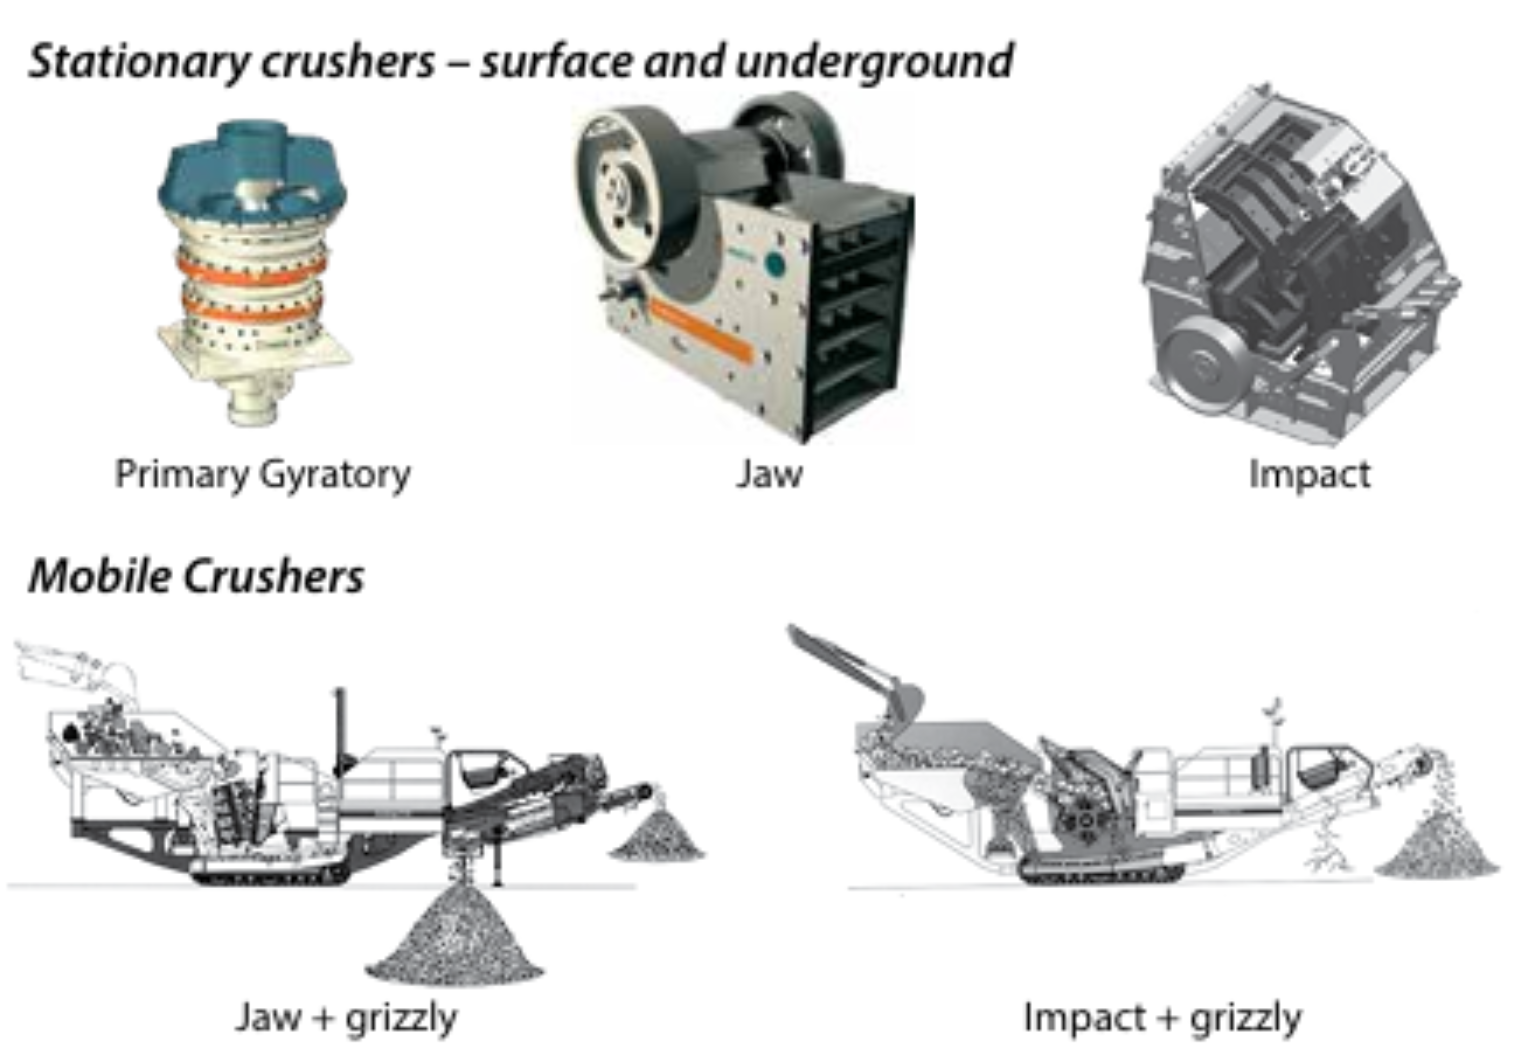 Stationary crushers – surface and underground
Primary Gyratory
Jaw
Impact
Mobile Crushers
Jaw + grizzly
Impact + grizzly